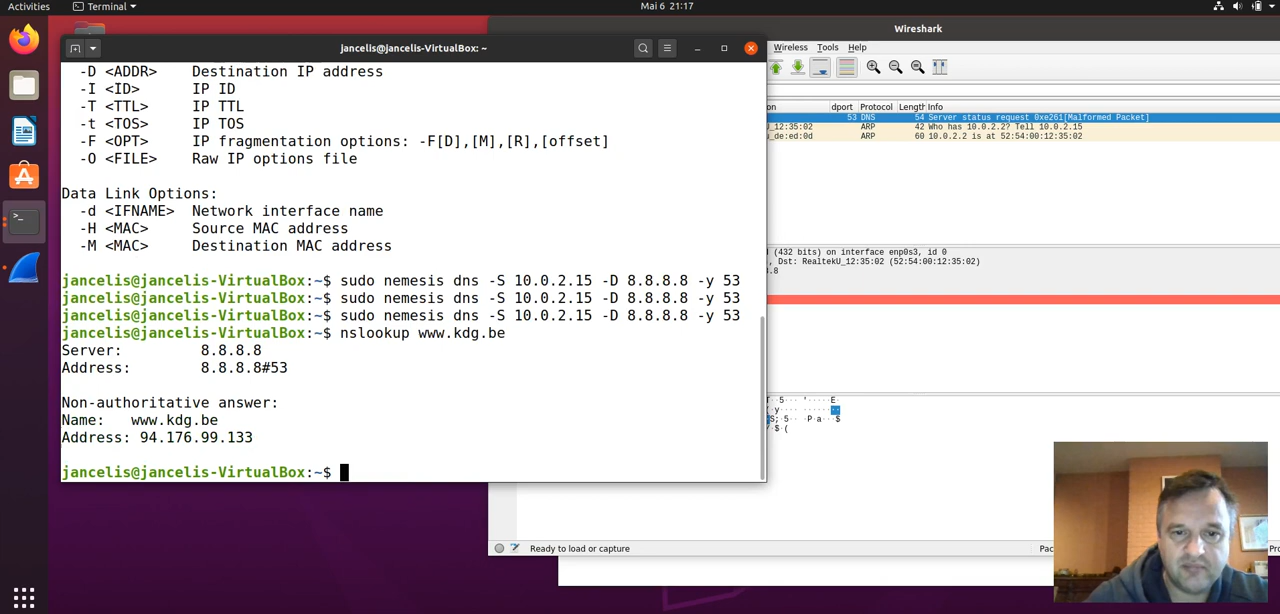 Activities
Terminal
Mai 6 21:17
jancelis@jancelis-VirtualBox: ~
-D <ADDR> Destination IP address
-I <ID> IP ID
-T <TTL> IP TTL
-t <TOS> IP TOS
-F <OPT> IP fragmentation options: -F[D],[M],[R],[offset]
-O <FILE> Raw IP options file
Data Link Options:
-d <IFNAME> Network interface name
-H <MAC> Source MAC address
-M <MAC> Destination MAC address
jancelis@jancelis-VirtualBox:~$ sudo nemesis dns -S 10.0.2.15 -D 8.8.8.8 -y 53
jancelis@jancelis-VirtualBox:~$ sudo nemesis dns -S 10.0.2.15 -D 8.8.8.8 -y 53
jancelis@jancelis-VirtualBox:~$ sudo nemesis dns -S 10.0.2.15 -D 8.8.8.8 -y 53
jancelis@jancelis-VirtualBox:~$ nslookup www.kdg.be
Server: 8.8.8.8
Address: 8.8.8.8#53
Non-authoritative answer:
Name: www.kdg.be
Address: 94.176.99.133
jancelis@jancelis-VirtualBox:~$
Wireshark
Wireless Tools Help
on dport Protocol Length Info
53 DNS 54 Server status request 0xe261[Malformed Packet]
U_12:35:02 ARP 42 Who has 10.0.2.2? Tell 10.0.2.15
u_de:ed:0d ARP 60 10.0.2.2 is at 52:54:00:12:35:02
(432 bits) on interface enp0s3, id 0
, Dst: RealtekU_12:35:02 (52:54:00:12:35:02)
8.8
Ready to load or capture
Pac